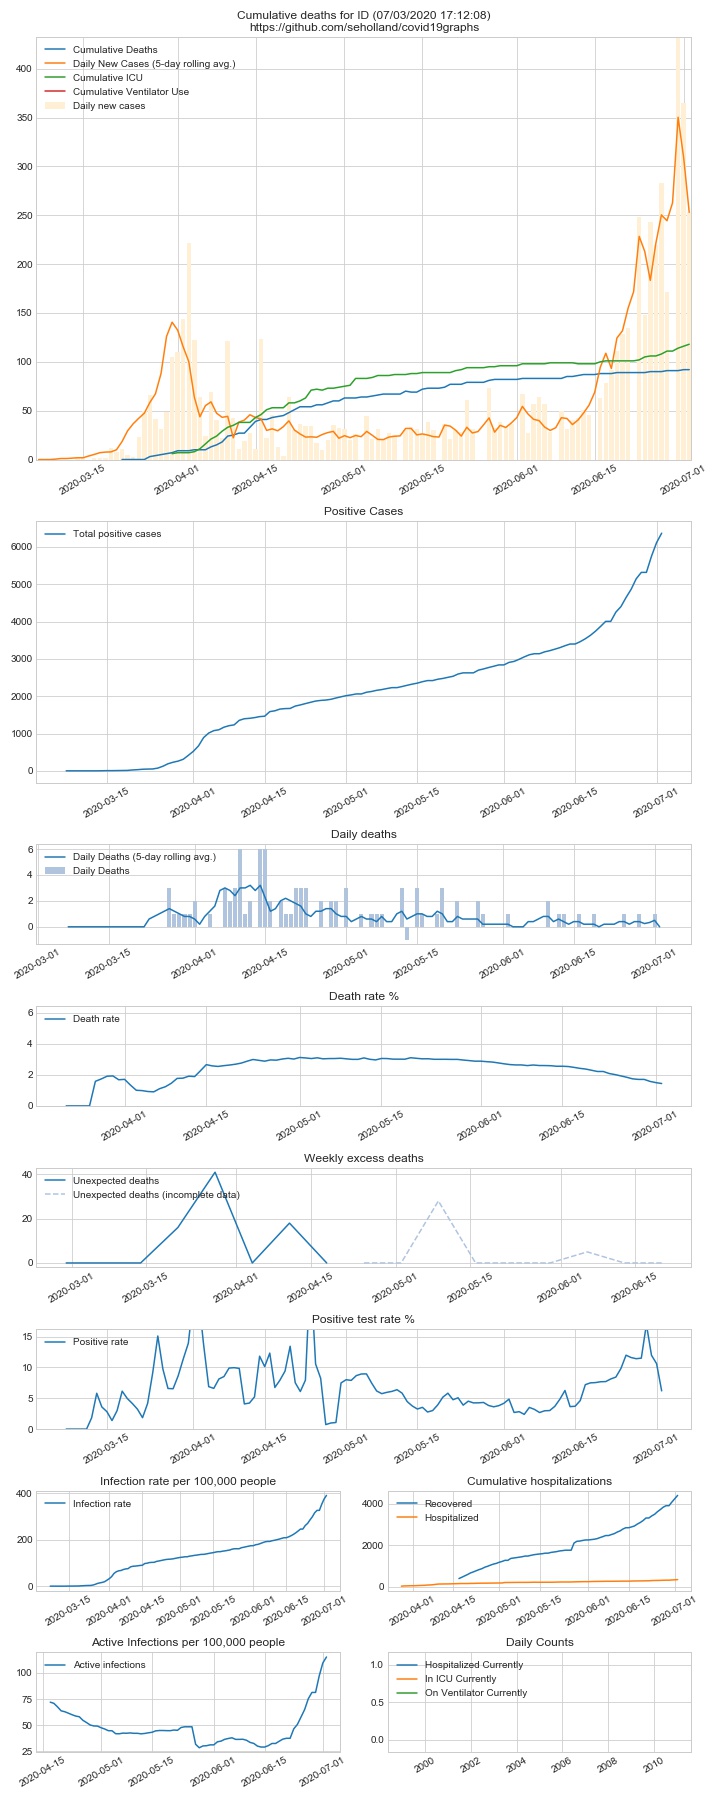 Cumulative deaths for ID (07/03/2020 17:12:08)
https://github.com/seholland/covid19graphs
Cumulative Deaths
Daily New Cases (5-day rolling avg.)
Cumulative ICU
Cumulative Ventilator Use
Daily new cases
400
350
300
250
200
150
100
50
0
2020-03-15 2020-04-01 2020-04-15 2020-05-01 2020-05-15 2020-06-01 2020-06-15 2020-07-01
Positive Cases
Total positive cases
6000
5000
4000
3000
2000
1000
0
2020-03-15 2020-04-01 2020-04-15 2020-05-01 2020-05-15 2020-06-01 2020-06-15 2020-07-01
Daily deaths
Daily Deaths (5-day rolling avg.)
Daily Deaths
6
4
2
0
2020-03-01 2020-03-15 2020-04-01 2020-04-15 2020-05-01 2020-05-15 2020-06-01 2020-06-15 2020-07-01
Death rate %
Death rate
6
4
2
0
2020-04-01 2020-04-15 2020-05-01 2020-05-15 2020-06-01 2020-06-15 2020-07-01
Weekly excess deaths
Unexpected deaths
Unexpected deaths (incomplete data)
40
20
0
2020-03-01 2020-03-15 2020-04-01 2020-04-15 2020-05-01 2020-05-15 2020-06-01 2020-06-15
Positive test rate %
Positive rate
15
10
5
0
2020-03-15 2020-04-01 2020-04-15 2020-05-01 2020-05-15 2020-06-01 2020-06-15 2020-07-01
Infection rate per 100,000 people
Infection rate
400
200
0
2020-03-15 2020-04-01 2020-04-15 2020-05-01 2020-05-15 2020-06-01 2020-06-15 2020-07-01
Cumulative hospitalizations
Recovered
Hospitalized
4000
2000
0
2020-04-01 2020-04-15 2020-05-01 2020-05-15 2020-06-01 2020-06-15 2020-07-01
Active Infections per 100,000 people
Active infections
100
75
50
25
2020-04-15 2020-05-01 2020-05-15 2020-06-01 2020-06-15 2020-07-01
Daily Counts
Hospitalized Currently
In ICU Currently
On Ventilator Currently
1.0
0.5
0.0
2000 2002 2004 2006 2008 2010